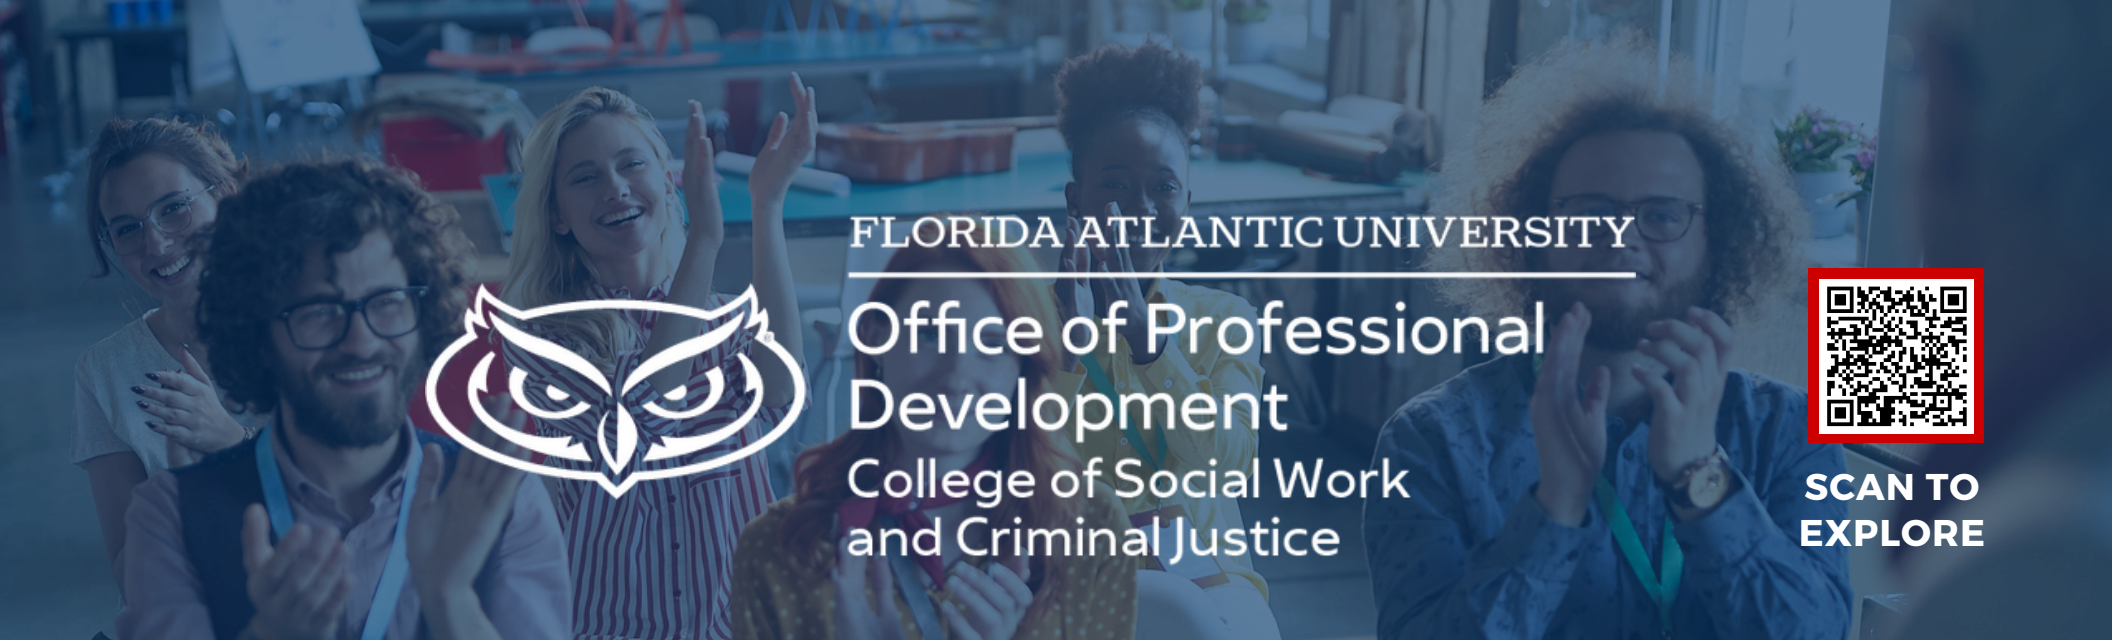 FLORIDA ATLANTIC UNIVERSITY
Office of Professional
Development
College of Social Work
and Criminal Justice
SCAN TO
EXPLORE